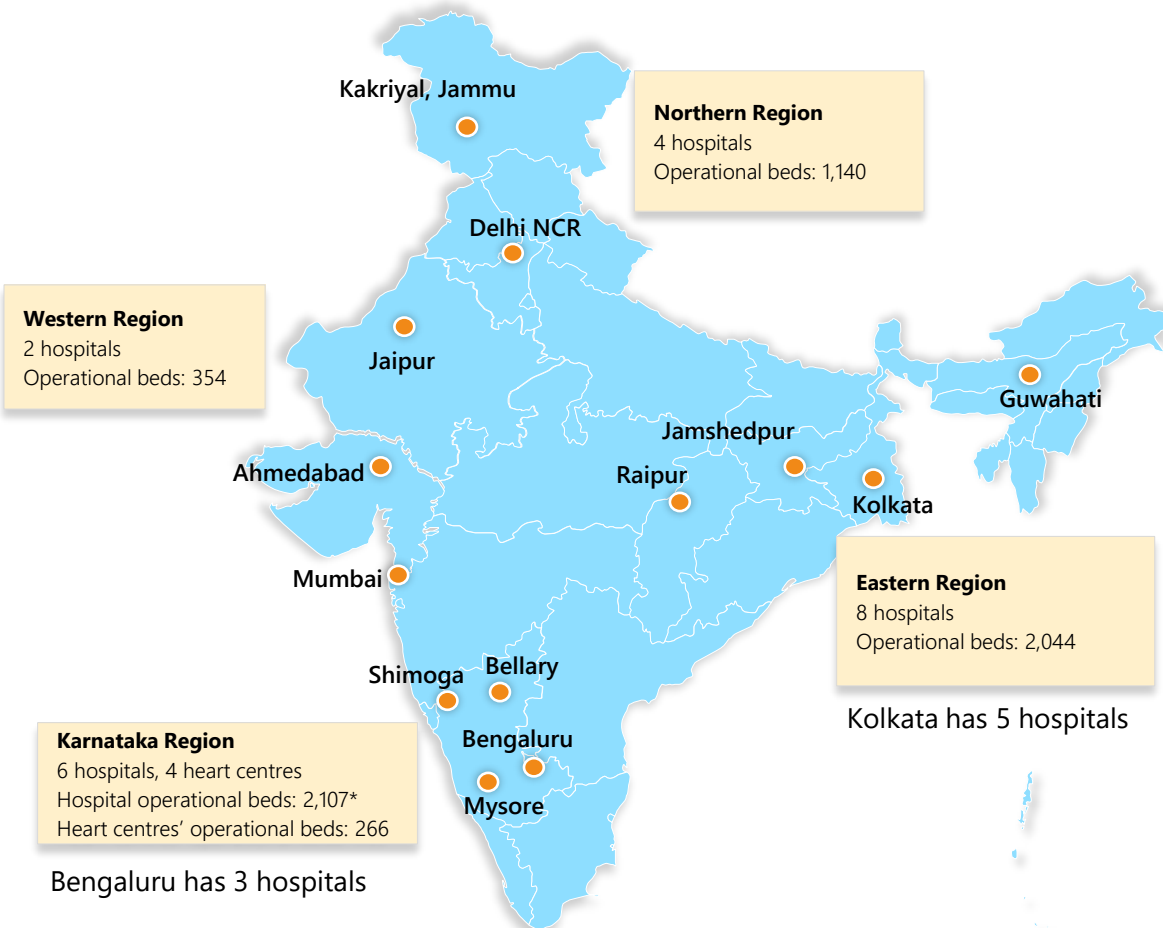 Kakriyal, Jammu
Northern Region
4 hospitals
Operational beds: 1,140
Delhi NCR
Western Region
2 hospitals
Operational beds: 354
Jaipur
Guwahati
Jamshedpur
Ahmedabad
Raipur
Kolkata
Mumbai
Eastern Region
8 hospitals
Operational beds: 2,044
Kolkata has 5 hospitals
Shimoga
Bellary
Bengaluru
Mysore
Karnataka Region
6 hospitals, 4 heart centres
Hospital operational beds: 2,107*
Heart centres’ operational beds: 266
Bengaluru has 3 hospitals